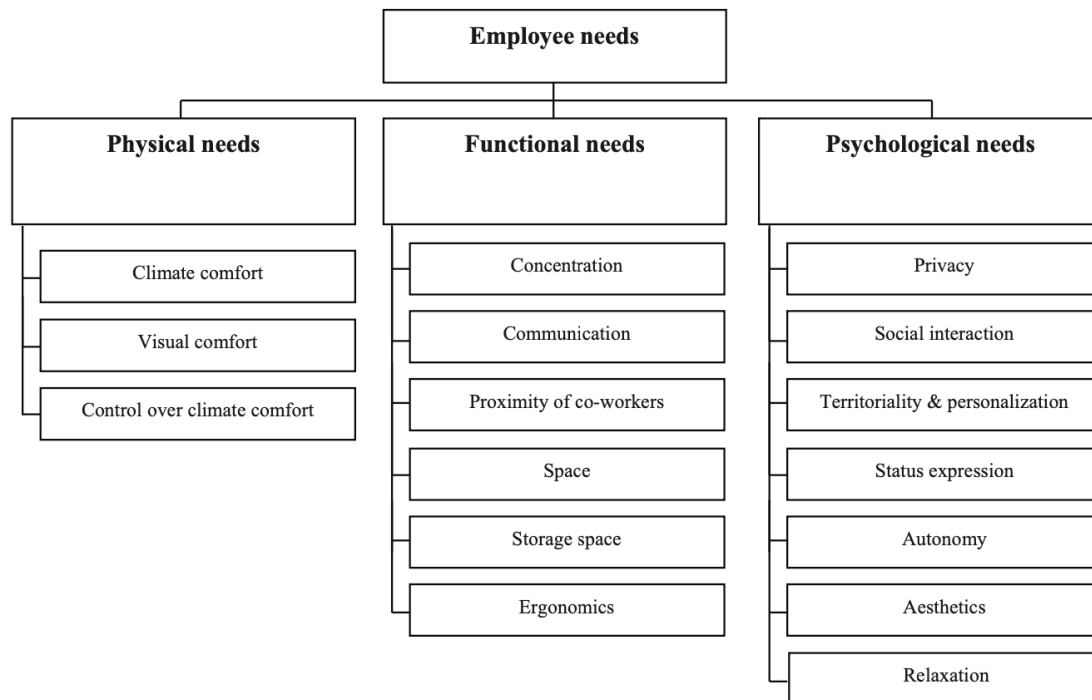 Employee needs
Physical needs
Functional needs
Psychological needs
Climate comfort
Visual comfort
Control over climate comfort
Concentration
Communication
Proximity of co-workers
Space
Storage space
Ergonomics
Privacy
Social interaction
Territoriality & personalization
Status expression
Autonomy
Aesthetics
Relaxation